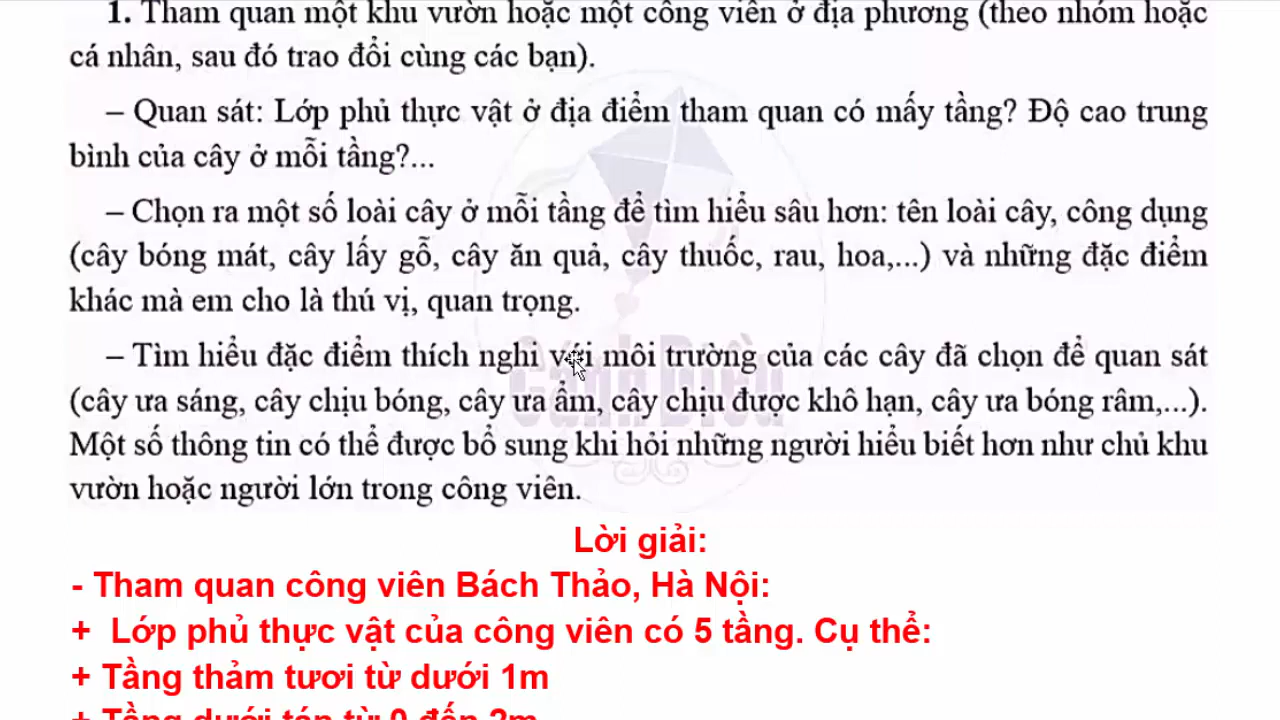 1. Tham quan một khu vườn hoặc một công viên ở địa phương (theo nhóm hoặc
cá nhân, sau đó trao đổi cùng các bạn).
– Quan sát: Lớp phủ thực vật ở địa điểm tham quan có mấy tầng? Độ cao trung
bình của cây ở mỗi tầng?...
– Chọn ra một số loài cây ở mỗi tầng để tìm hiểu sâu hơn: tên loài cây, công dụng
(cây bóng mát, cây lấy gỗ, cây ăn quả, cây thuốc, rau, hoa,...) và những đặc điểm
khác mà em cho là thú vị, quan trọng.
– Tìm hiểu đặc điểm thích nghi với môi trường của các cây đã chọn để quan sát
(cây ưa sáng, cây chịu bóng, cây ưa ẩm, cây chịu được khô hạn, cây ưa bóng râm,...).
Một số thông tin có thể được bổ sung khi hỏi những người hiểu biết hơn như chủ khu
vườn hoặc người lớn trong công viên.
Cánh Diều
Lời giải:
- Tham quan công viên Bách Thảo, Hà Nội:
+ Lớp phủ thực vật của công viên có 5 tầng. Cụ thể:
+ Tầng thảm tươi từ dưới 1m
+ Tầng dưới tán từ 0 đến 2m